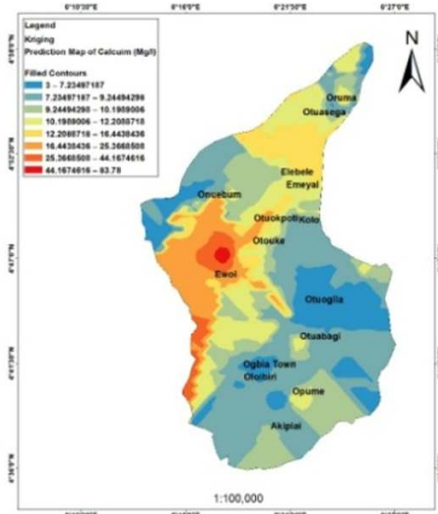 6°10'30"E 6°16'0"E 6°21'30"E 6°27'0"E
Legend
Kriging
Prediction Map of Calcuim (Mg/l)
Filled Contours
3 – 7.23497187
7.23497187 – 9.24494298
9.24494298 – 10.1989006
10.1989006 – 12.2088718
12.2088718 – 16.4438436
16.4438436 – 25.3668508
25.3668508 – 44.1674616
44.1674616 – 83.78
N
Oruma
Otuasega
Elebele
Emeyal
Onuebum
Otuokpoti
Kolo
Otouke
Ewoi
Otuogila
Otuabagi
Ogbia Town
Oloibiri
Opume
Akiplai
1:100,000